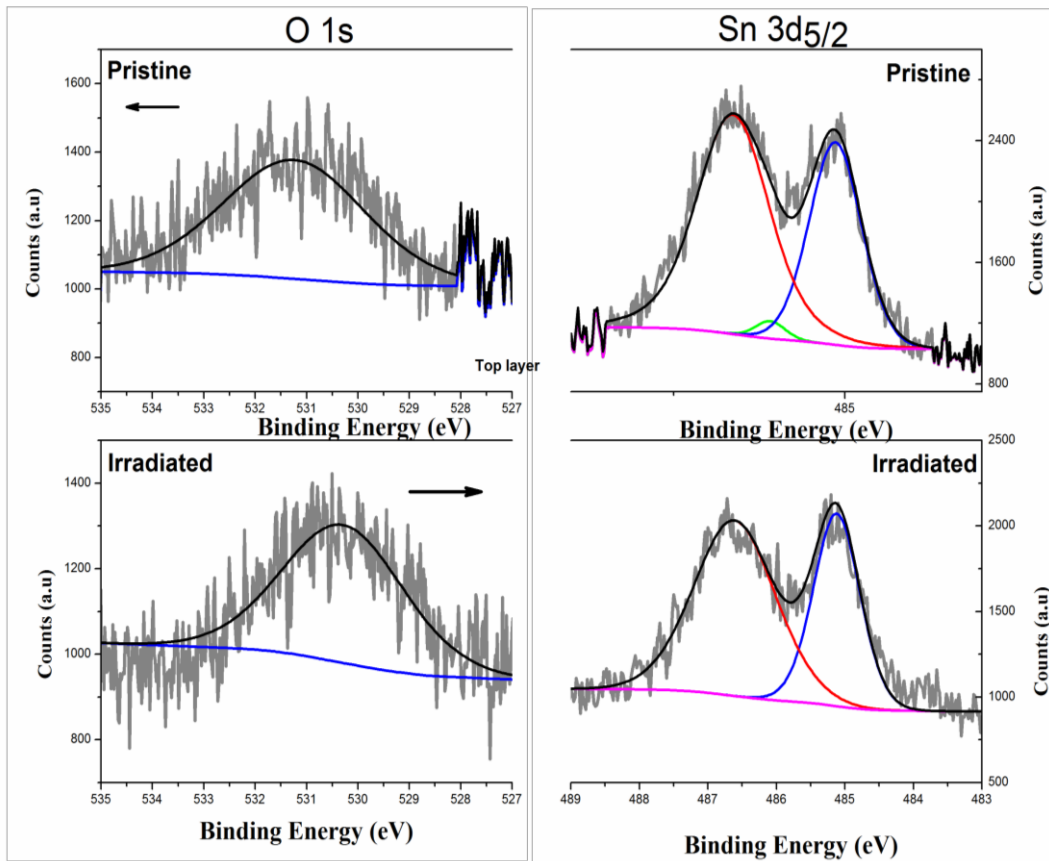 O 1s
Pristine
Counts (a.u)
1600
1400
1200
1000
800
Top layer
535 534 533 532 531 530 529 528 527
Binding Energy (eV)
Irradiated
Counts (a.u)
1400
1200
1000
800
535 534 533 532 531 530 529 528 527
Binding Energy (eV)
Sn 3d5/2
Pristine
2400
1600
800
Counts (a.u)
485
Binding Energy (eV)
Irradiated
2500
2000
1500
1000
500
Counts (a.u)
489 488 487 486 485 484 483
Binding Energy (eV)